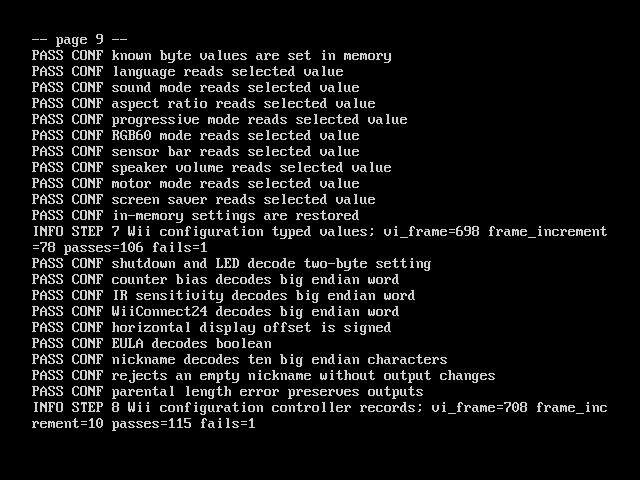 -- page 9 --
PASS CONF known byte values are set in memory
PASS CONF language reads selected value
PASS CONF sound mode reads selected value
PASS CONF aspect ratio reads selected value
PASS CONF progressive mode reads selected value
PASS CONF RGB60 mode reads selected value
PASS CONF sensor bar reads selected value
PASS CONF speaker volume reads selected value
PASS CONF motor mode reads selected value
PASS CONF screen saver reads selected value
PASS CONF in-memory settings are restored
INFO STEP 7 Wii configuration typed values; vi_frame=698 frame_increment
=78 passes=106 fails=1
PASS CONF shutdown and LED decode two-byte setting
PASS CONF counter bias decodes big endian word
PASS CONF IR sensitivity decodes big endian word
PASS CONF WiiConnect24 decodes big endian word
PASS CONF horizontal display offset is signed
PASS CONF EULA decodes boolean
PASS CONF nickname decodes ten big endian characters
PASS CONF rejects an empty nickname without output changes
PASS CONF parental length error preserves outputs
INFO STEP 8 Wii configuration controller records; vi_frame=708 frame_inc
rement=10 passes=115 fails=1